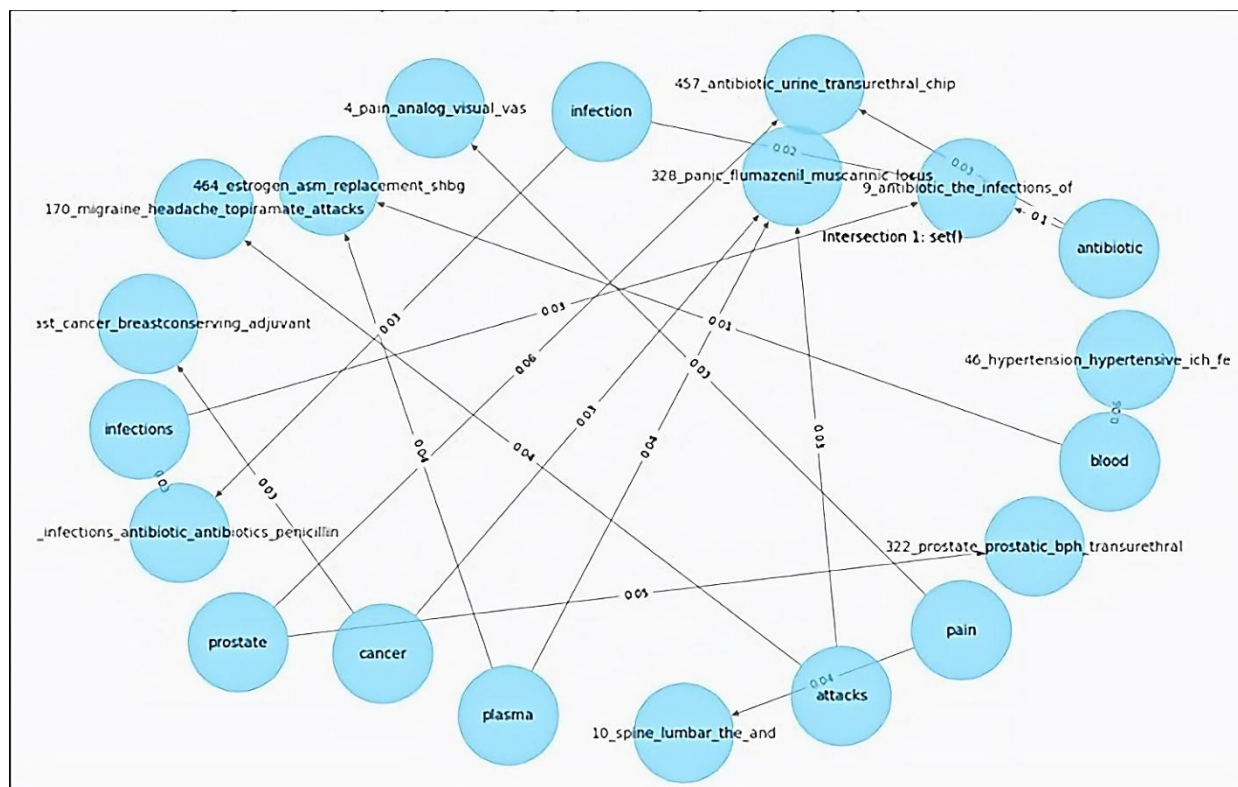 457_antibiotic_urine_transurethral_chip
4_pain_analog_visual_vas
infection
0.02
0.03
328_panic_flumazenil_muscarinic_locus
464_estrogen_asm_replacement_shbg
9_antibiotic_the_infections_of
170_migraine_headache_topiramate_attacks
0.1
Intersection 1: set()
antibiotic
0.03
0.03
ast_cancer_breastconserving_adjuvant
0.01
0.06
0.03
46_hypertension_hypertensive_ich_fe
0.03
infections
0.04
0.04
0.04
blood
0.03
0.03
_infections_antibiotic_antibiotics_penicillin
322_prostate_prostatic_bph_transurethral
0.05
prostate
cancer
pain
0.04
attacks
plasma
10_spine_lumbar_the_and